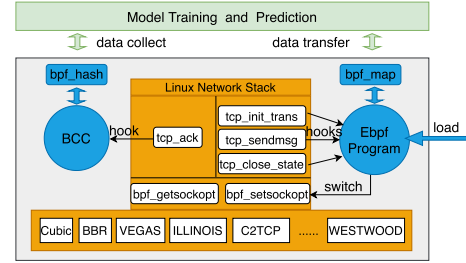 Model Training and Prediction
data collect
data transfer
bpf_hash
bpf_map
Linux Network Stack
tcp_init_trans
BCC
hook
tcp_ack
tcp_sendmsg
hooks
Ebpf
Program
load
tcp_close_state
bpf_getsockopt
bpf_setsockopt
switch
Cubic
BBR
VEGAS
ILLINOIS
C2TCP
......
WESTWOOD